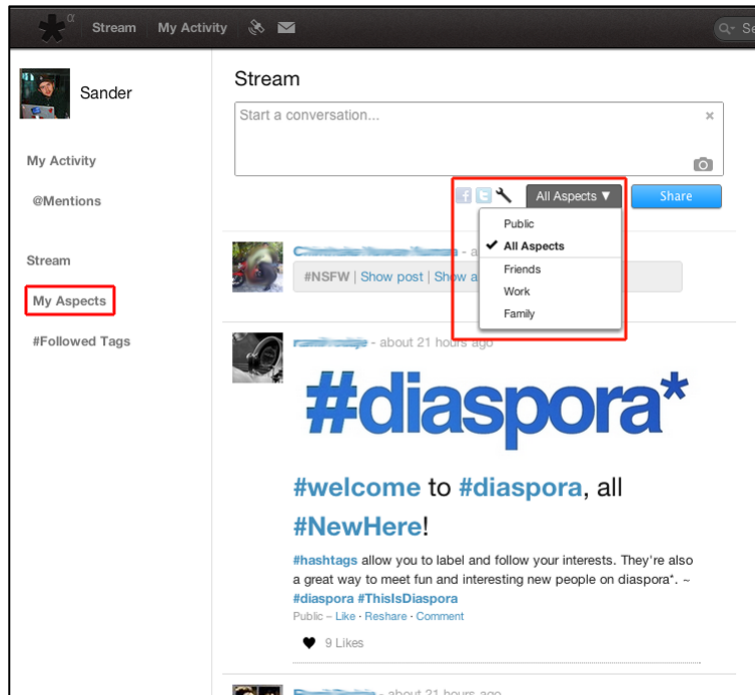 α
Stream My Activity
Se
Sander
Stream
Start a conversation...
×
My Activity
@Mentions
All Aspects ▼ Share
Public
✔ All Aspects
Friends
Work
Family
Stream
My Aspects
#Followed Tags
- a
#NSFW | Show post | Show a
- about 21 hours ago
#diaspora*
#welcome to #diaspora, all
#NewHere!
#hashtags allow you to label and follow your interests. They're also
a great way to meet fun and interesting new people on diaspora*. ~
#diaspora #ThisIsDiaspora
Public – Like · Reshare · Comment
9 Likes
- about 21 hours ago